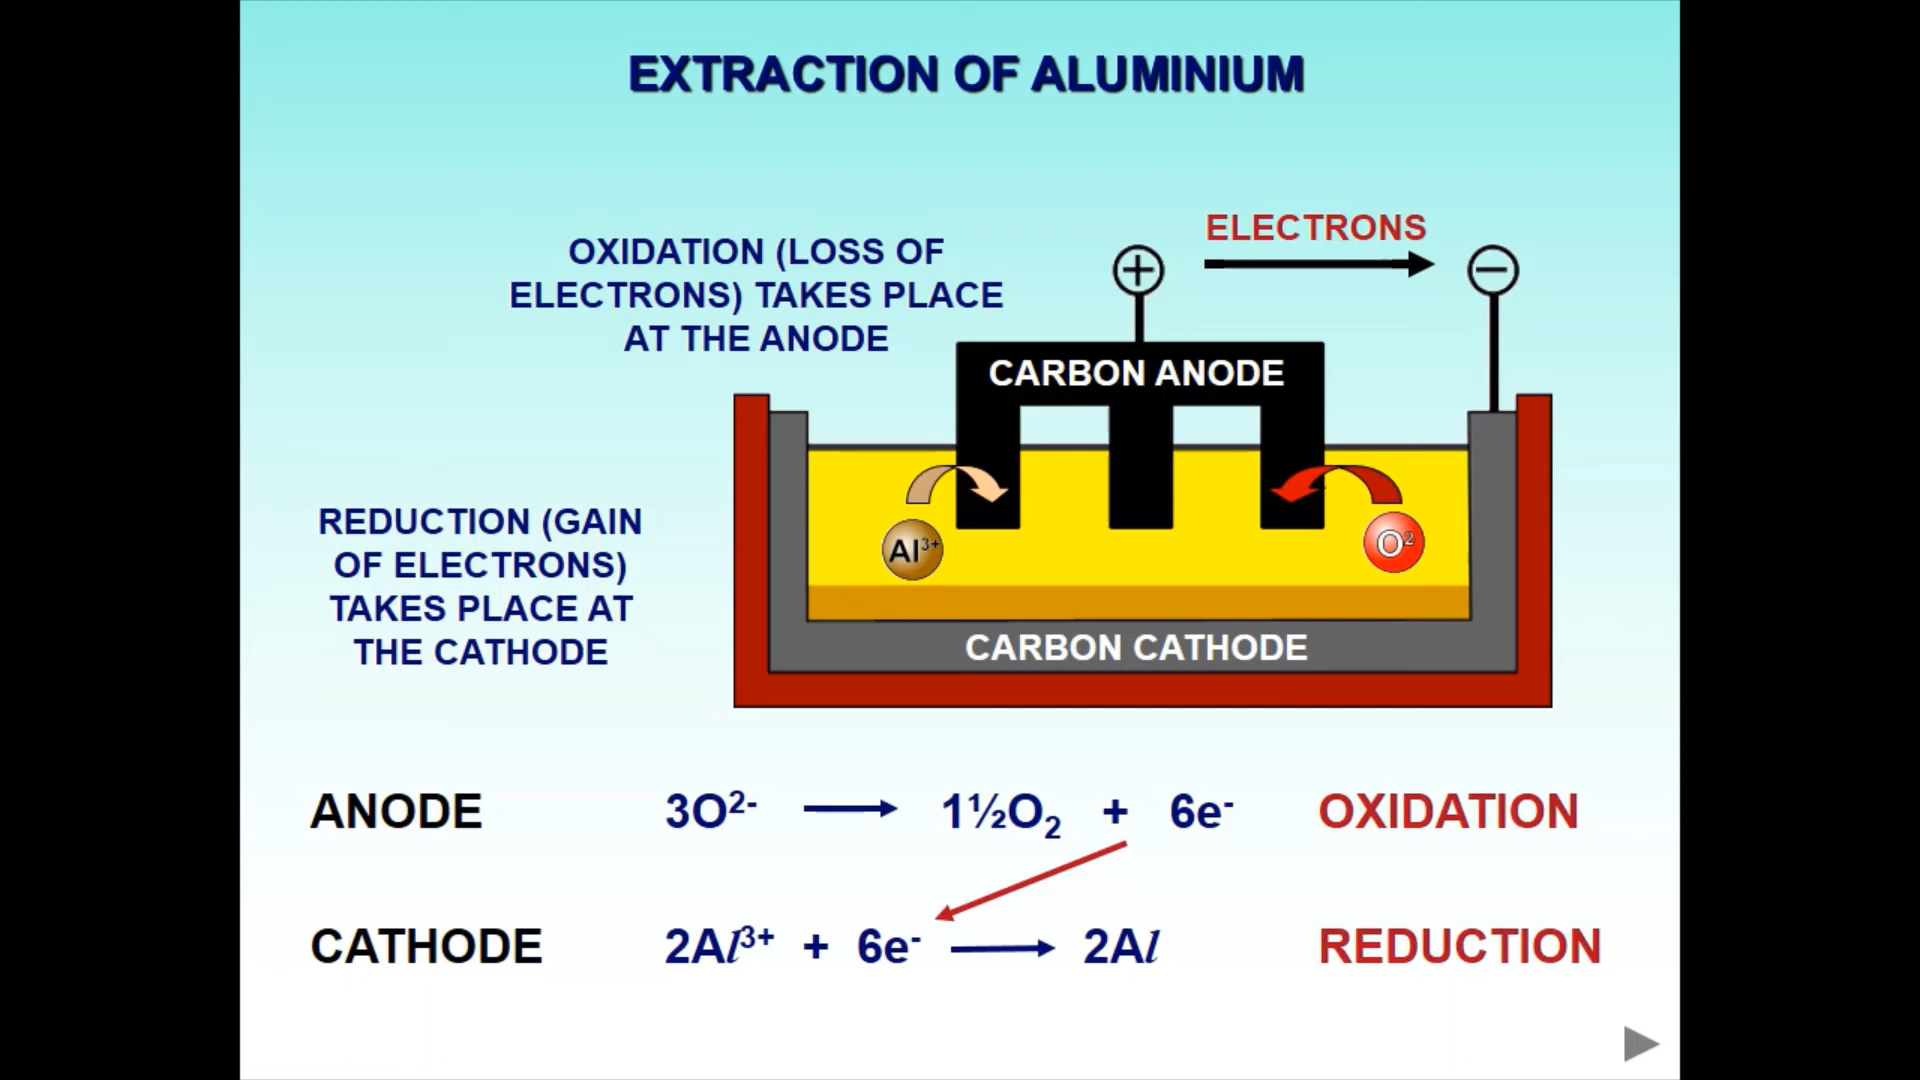 EXTRACTION OF ALUMINIUM
ELECTRONS
OXIDATION (LOSS OF
ELECTRONS) TAKES PLACE
AT THE ANODE
+
−
CARBON ANODE
REDUCTION (GAIN
OF ELECTRONS)
TAKES PLACE AT
THE CATHODE
Al³⁺
O²
CARBON CATHODE
ANODE 3O²⁻ → 1½O₂ + 6e⁻ OXIDATION
CATHODE 2Al³⁺ + 6e⁻ → 2Al REDUCTION